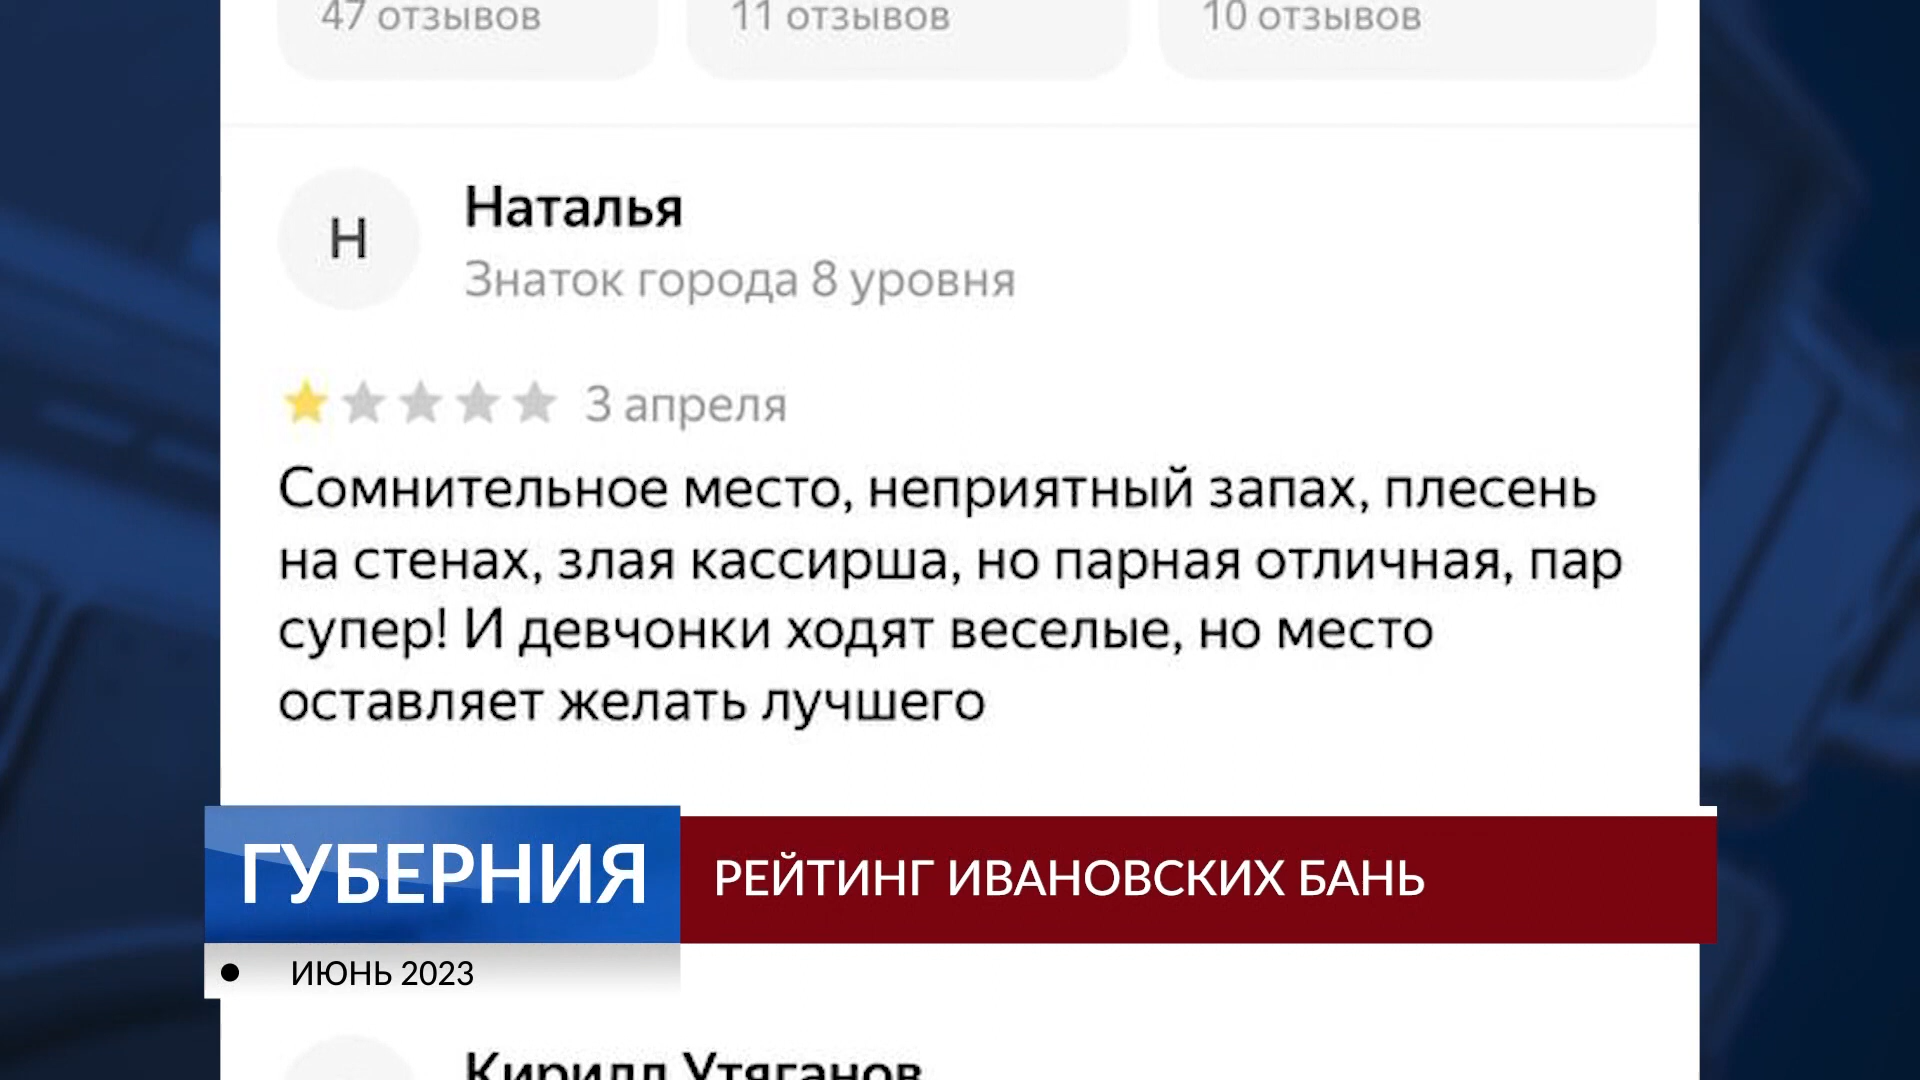 47 отзывов
11 отзывов
10 отзывов
Н
Наталья
Знаток города 8 уровня
3 апреля
Сомнительное место, неприятный запах, плесень
на стенах, злая кассирша, но парная отличная, пар
супер! И девчонки ходят веселые, но место
оставляет желать лучшего
ГУБЕРНИЯ
РЕЙТИНГ ИВАНОВСКИХ БАНЬ
• ИЮНЬ 2023
Кирилл Утяганов